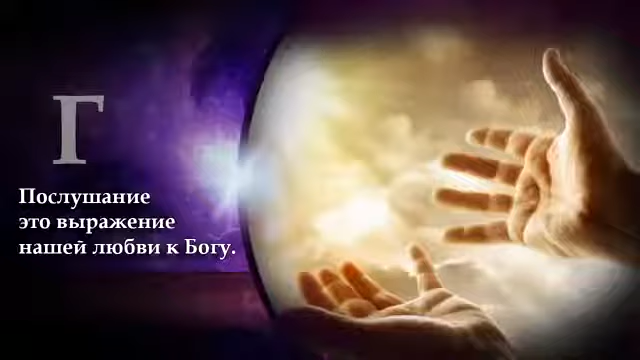 Г
Послушание
это выражение
нашей любви к Богу.